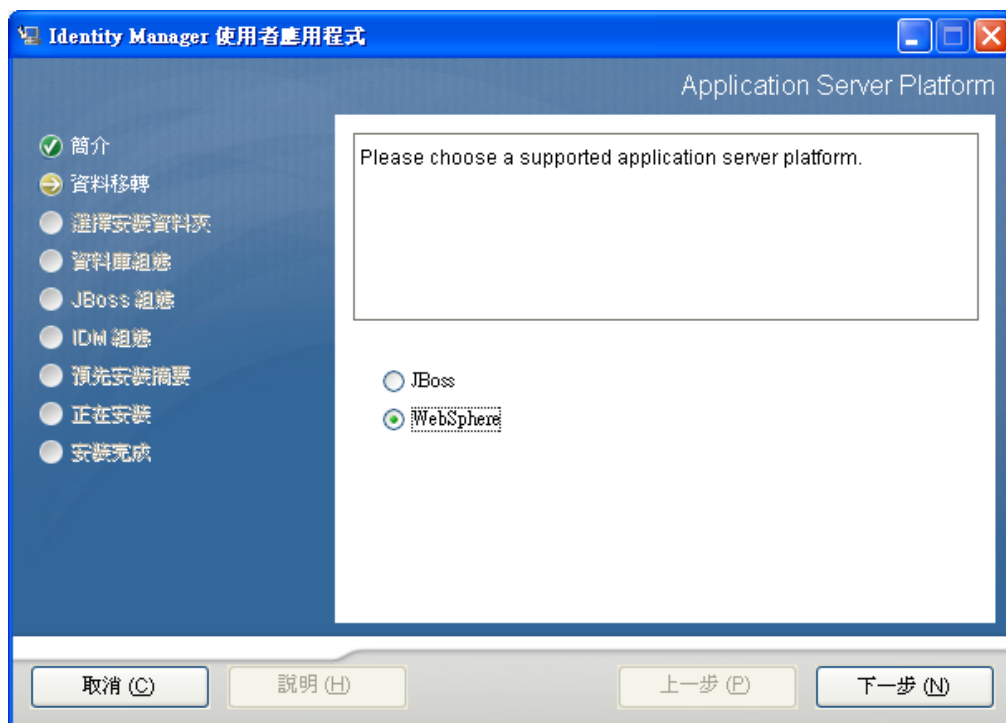 Identity Manager 使用者應用程式
Application Server Platform
簡介
資料移轉
選擇安裝資料夾
資料庫組態
JBoss 組態
IDM 組態
預先安裝摘要
正在安裝
安裝完成
Please choose a supported application server platform.
JBoss
WebSphere
取消 (C)
說明 (H)
上一步 (P)
下一步 (N)